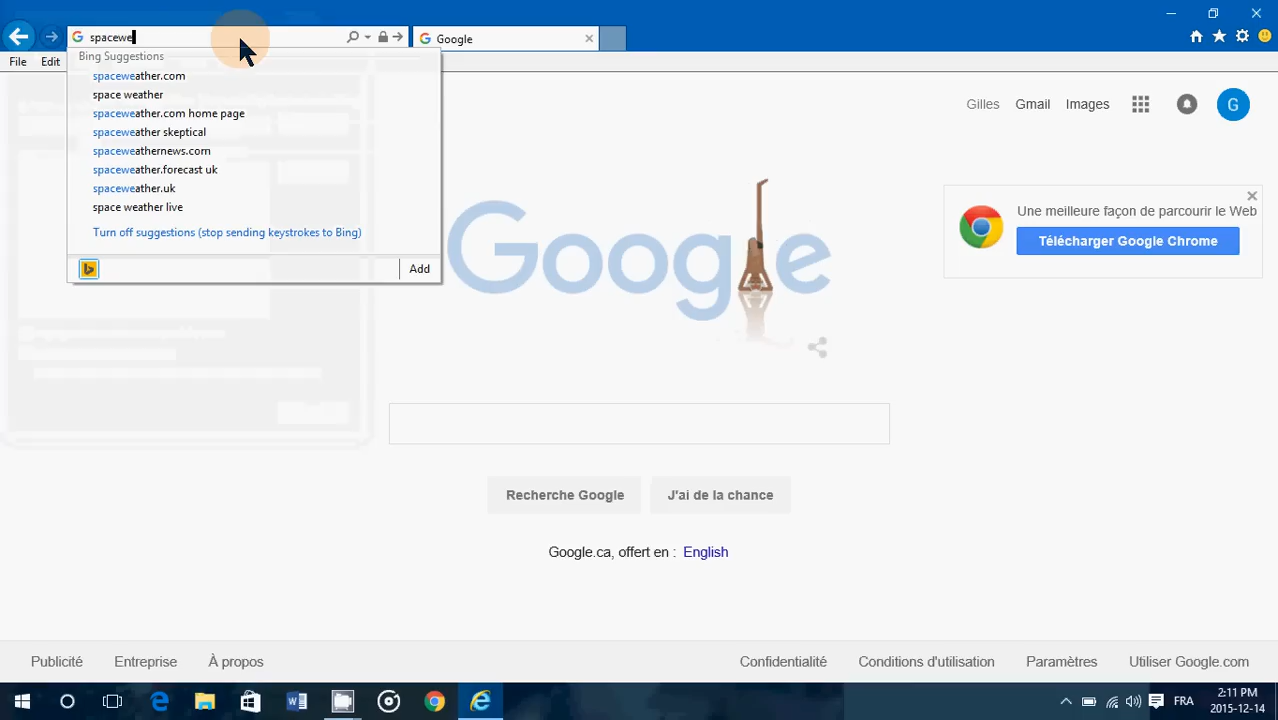 spacewe
Google
File Edit
Bing Suggestions
spaceweather.com
space weather
spaceweather.com home page
spaceweather skeptical
spaceweathernews.com
spaceweather.forecast uk
spaceweather.uk
space weather live
Turn off suggestions (stop sending keystrokes to Bing)
Add
Gilles Gmail Images G
Une meilleure façon de parcourir le Web
Télécharger Google Chrome
Google
Recherche Google J'ai de la chance
Google.ca, offert en : English
Publicité Entreprise À propos Confidentialité Conditions d'utilisation Paramètres Utiliser Google.com
FRA
2:11 PM
2015-12-14